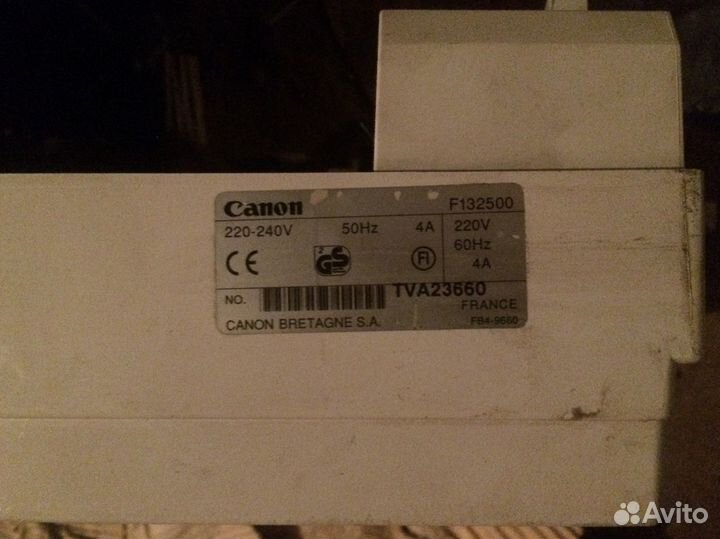 Canon F132500
220-240V 50Hz 4A 220V
60Hz
4A
CE 2 GS FI
NO. TVA23660
FRANCE
CANON BRETAGNE S.A. FB4-9660
Avito